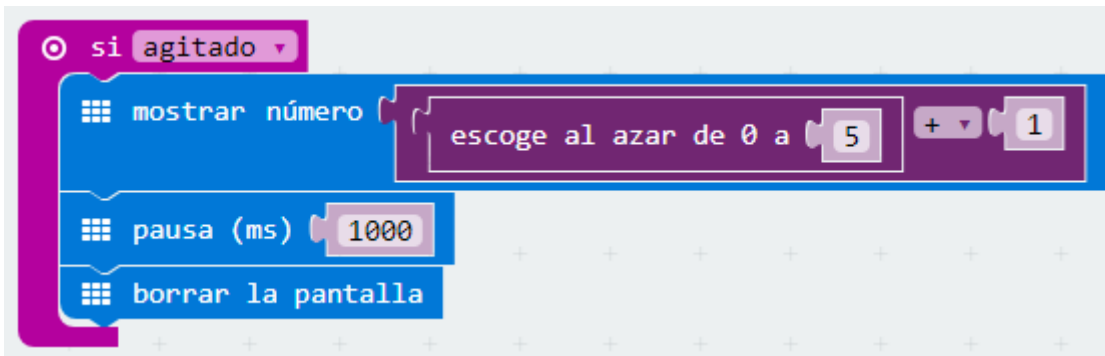 si agitado
mostrar número escoge al azar de 0 a 5 + 1
pausa (ms) 1000
borrar la pantalla